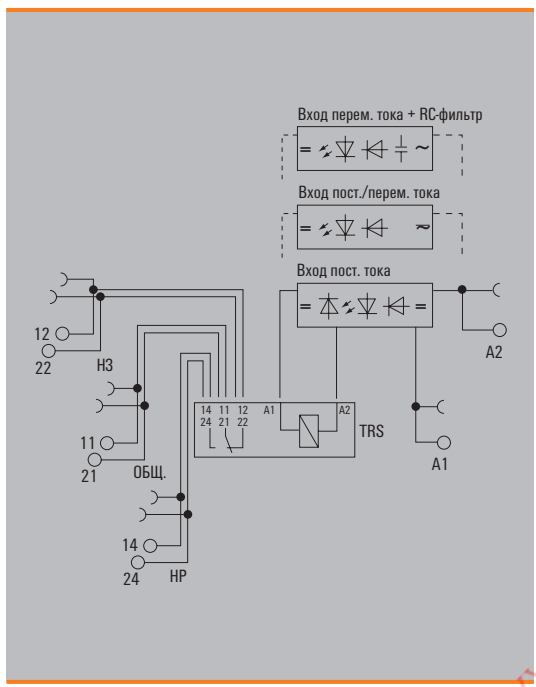 Вход перем. тока + RC-фильтр
Вход пост./перем. тока
Вход пост. тока
12
22
НЗ
A2
14 11 12 A1 A2
24 21 22
TRS
11
21
ОБЩ.
A1
14
24
НР